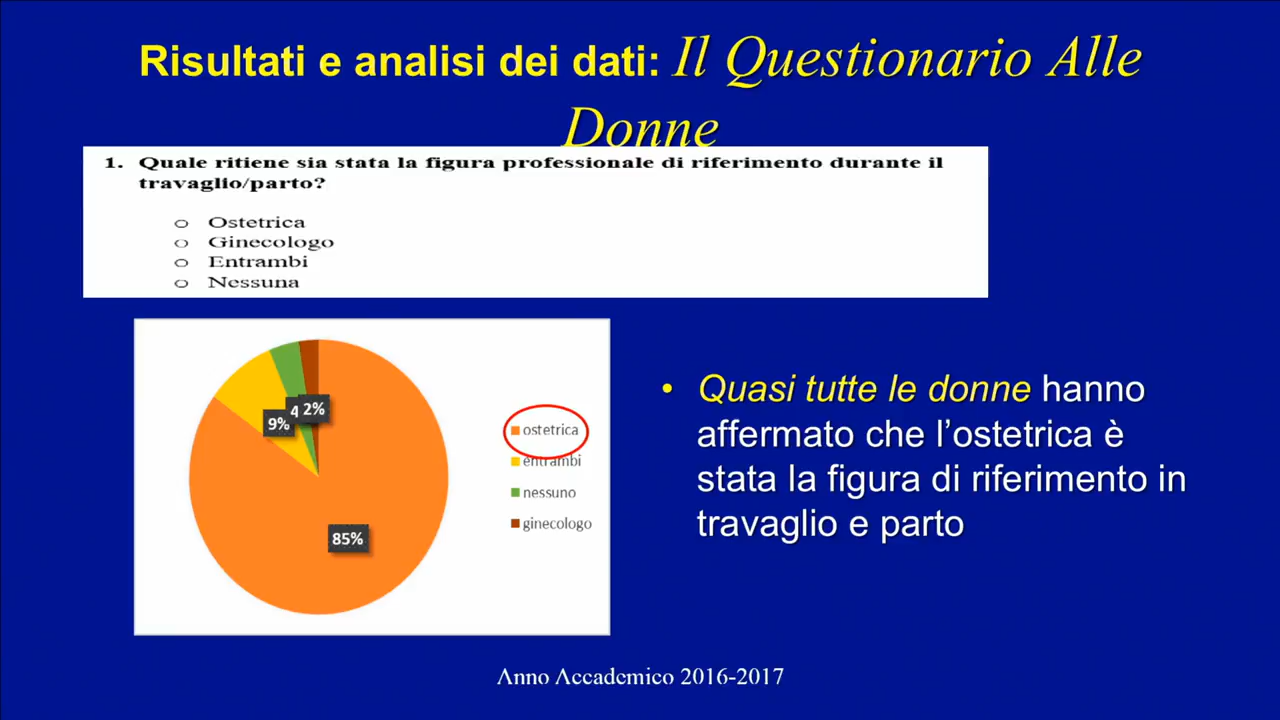 Risultati e analisi dei dati: Il Questionario Alle
Donne
1. Quale ritiene sia stata la figura professionale di riferimento durante il
travaglio/parto?
o Ostetrica
o Ginecologo
o Entrambi
o Nessuna
9%
4
2%
85%
ostetrica
entrambi
nessuno
ginecologo
• Quasi tutte le donne hanno
affermato che l'ostetrica è
stata la figura di riferimento in
travaglio e parto
Anno Accademico 2016-2017